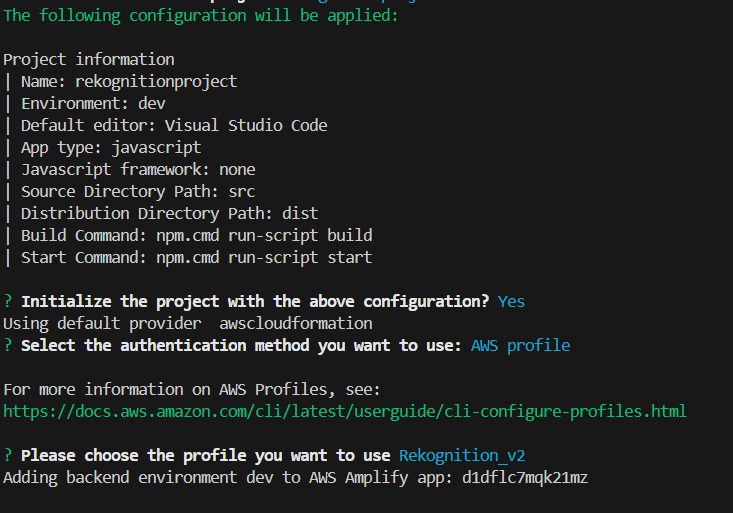 The following configuration will be applied:
Project information
| Name: rekognitionproject
| Environment: dev
| Default editor: Visual Studio Code
| App type: javascript
| Javascript framework: none
| Source Directory Path: src
| Distribution Directory Path: dist
| Build Command: npm.cmd run-script build
| Start Command: npm.cmd run-script start
? Initialize the project with the above configuration? Yes
Using default provider  awscloudformation
? Select the authentication method you want to use: AWS profile
For more information on AWS Profiles, see:
https://docs.aws.amazon.com/cli/latest/userguide/cli-configure-profiles.html
? Please choose the profile you want to use Rekognition_v2
Adding backend environment dev to AWS Amplify app: d1dflc7mqk21mz